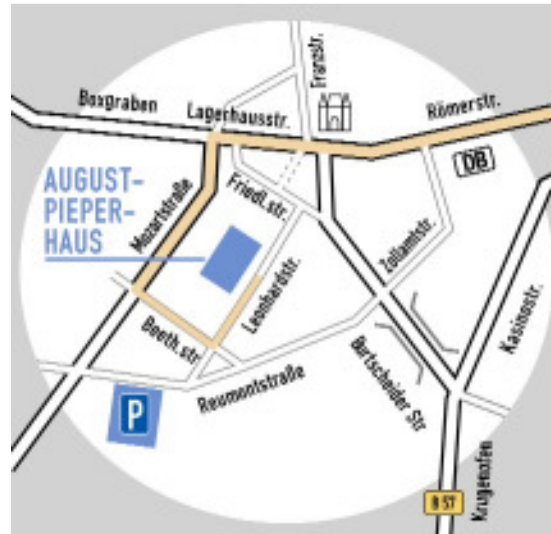 Franzstr.
Boxgraben
Lagerhausstr.
Römerstr.
DB
AUGUST-
PIEPER-
HAUS
Mozartstraße
Friedl.str.
Zollamtstr.
Leonhardstr.
Kasinostr.
Beeth.str
Reumontstraße
Burtscheider Str
P
B 57
Krugenofen